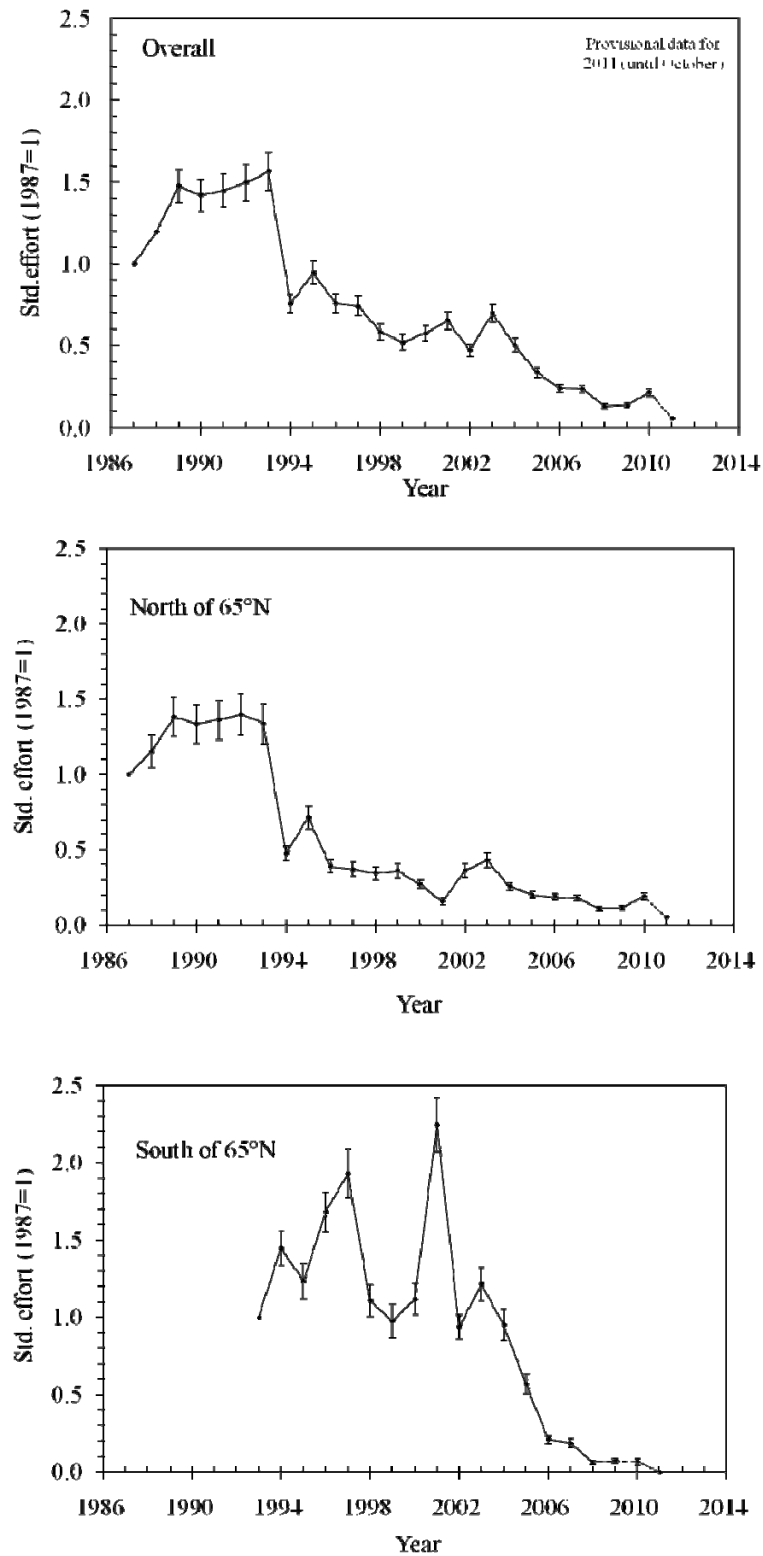 2.5
Overall
Provisional data for
2011 (until October)
2.0
1.5
1.0
0.5
0.0
Std.effort (1987=1)
1986 1990 1994 1998 2002 2006 2010 2014
Year
2.5
North of 65°N
2.0
1.5
1.0
0.5
0.0
Std. effort (1987=1)
1986 1990 1994 1998 2002 2006 2010 2014
Year
2.5
South of 65°N
2.0
1.5
1.0
0.5
0.0
Std. effort (1987=1)
1986 1990 1994 1998 2002 2006 2010 2014
Year